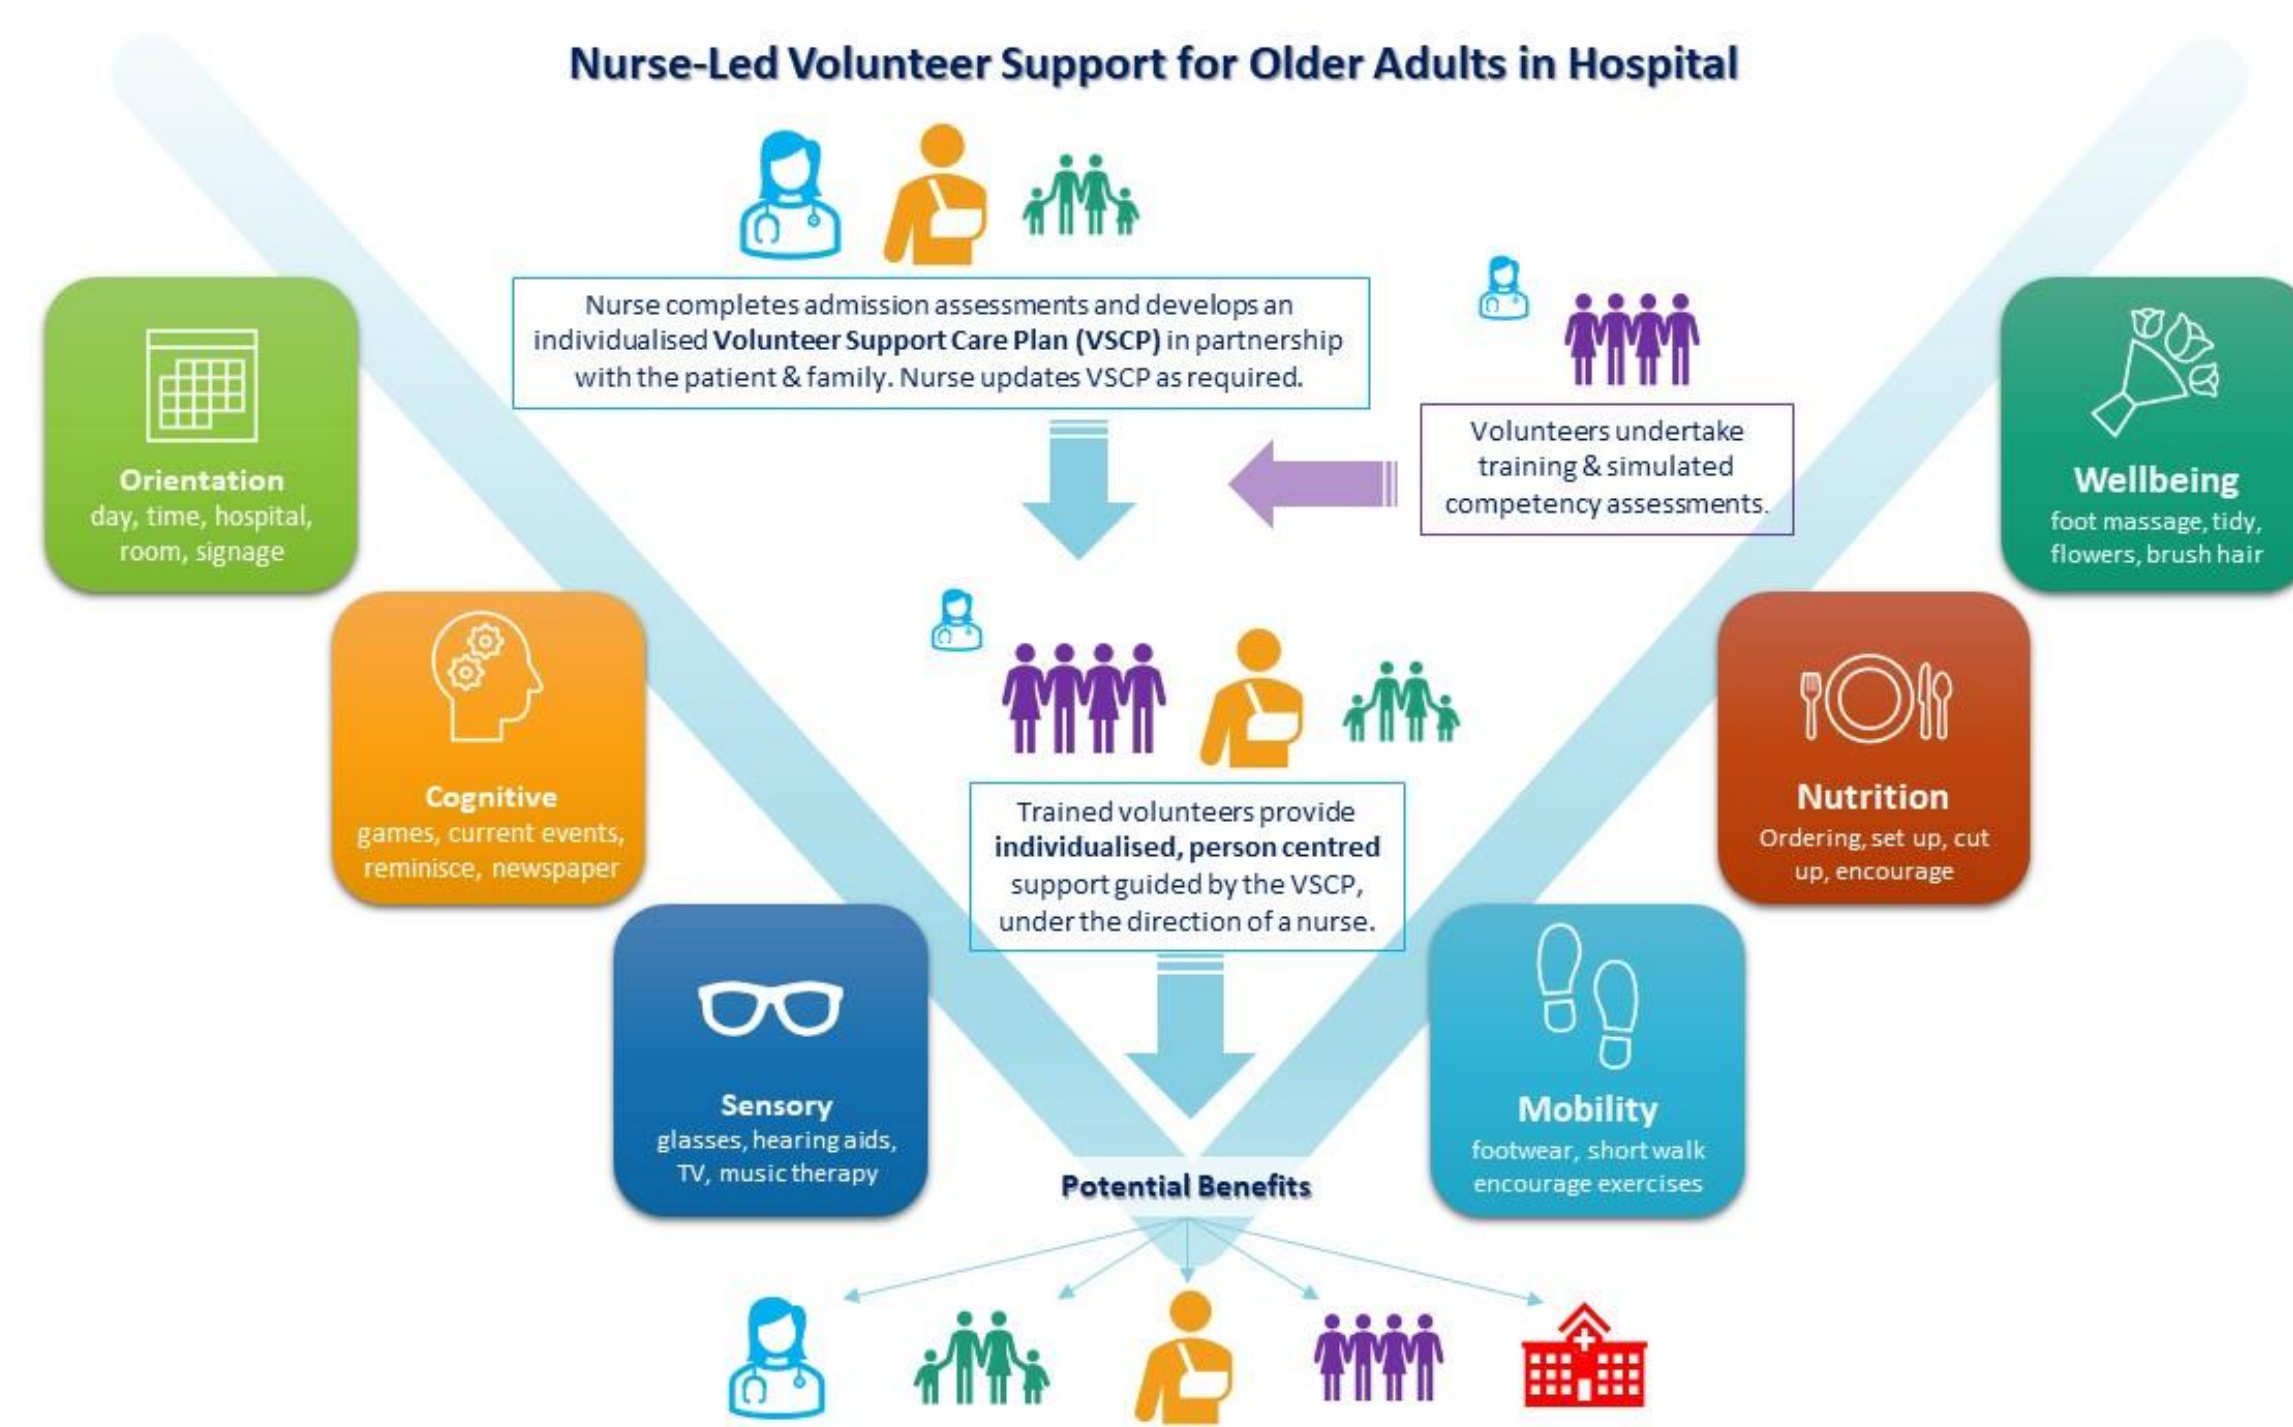 Nurse-Led Volunteer Support for Older Adults in Hospital
Nurse completes admission assessments and develops an
individualised Volunteer Support Care Plan (VSCP) in partnership
with the patient & family. Nurse updates VSCP as required.
Volunteers undertake
training & simulated
competency assessments.
Orientation
day, time, hospital,
room, signage
Wellbeing
foot massage, tidy,
flowers, brush hair
Cognitive
games, current events,
reminisce, newspaper
Nutrition
Ordering, set up, cut
up, encourage
Trained volunteers provide
individualised, person centred
support guided by the VSCP,
under the direction of a nurse.
Sensory
glasses, hearing aids,
TV, music therapy
Mobility
footwear, short walk
encourage exercises
Potential Benefits